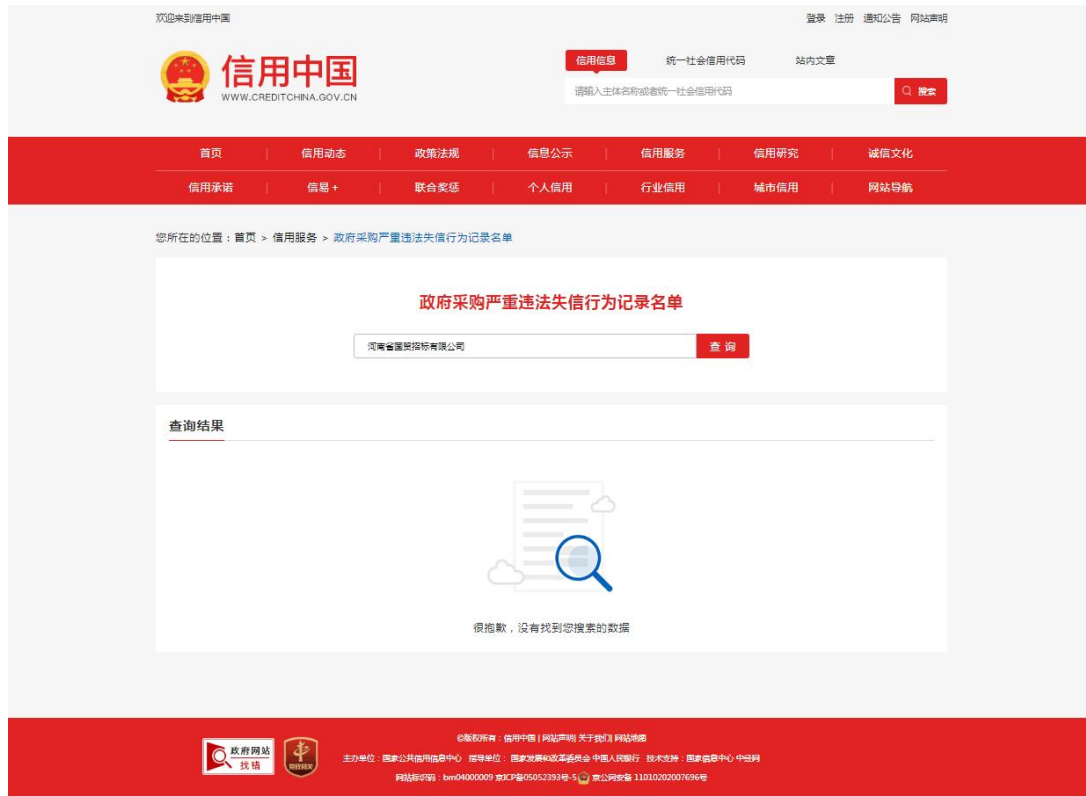 欢迎来到信用中国
登录 注册 通知公告 网站声明
信用中国
WWW.CREDITCHINA.GOV.CN
信用信息 统一社会信用代码 站内文章
请输入主体名称或者统一社会信用代码 搜索
首页 信用动态 政策法规 信息公示 信用服务 信用研究 诚信文化
信用承诺 信易+ 联合奖惩 个人信用 行业信用 城市信用 网站导航
您所在的位置：首页 > 信用服务 > 政府采购严重违法失信行为记录名单
政府采购严重违法失信行为记录名单
河南省国贸招标有限公司 查询
查询结果
很抱歉，没有找到您搜索的数据
政府网站
找错
党政机关
©版权所有：信用中国 | 网站声明| 关于我们| 网站地图
主办单位：国家公共信用信息中心 指导单位：国家发展和改革委员会 中国人民银行 技术支持：国家信息中心 中经网
网站标识码：bm04000009 京ICP备05052393号-5 京公网安备 11010202007696号